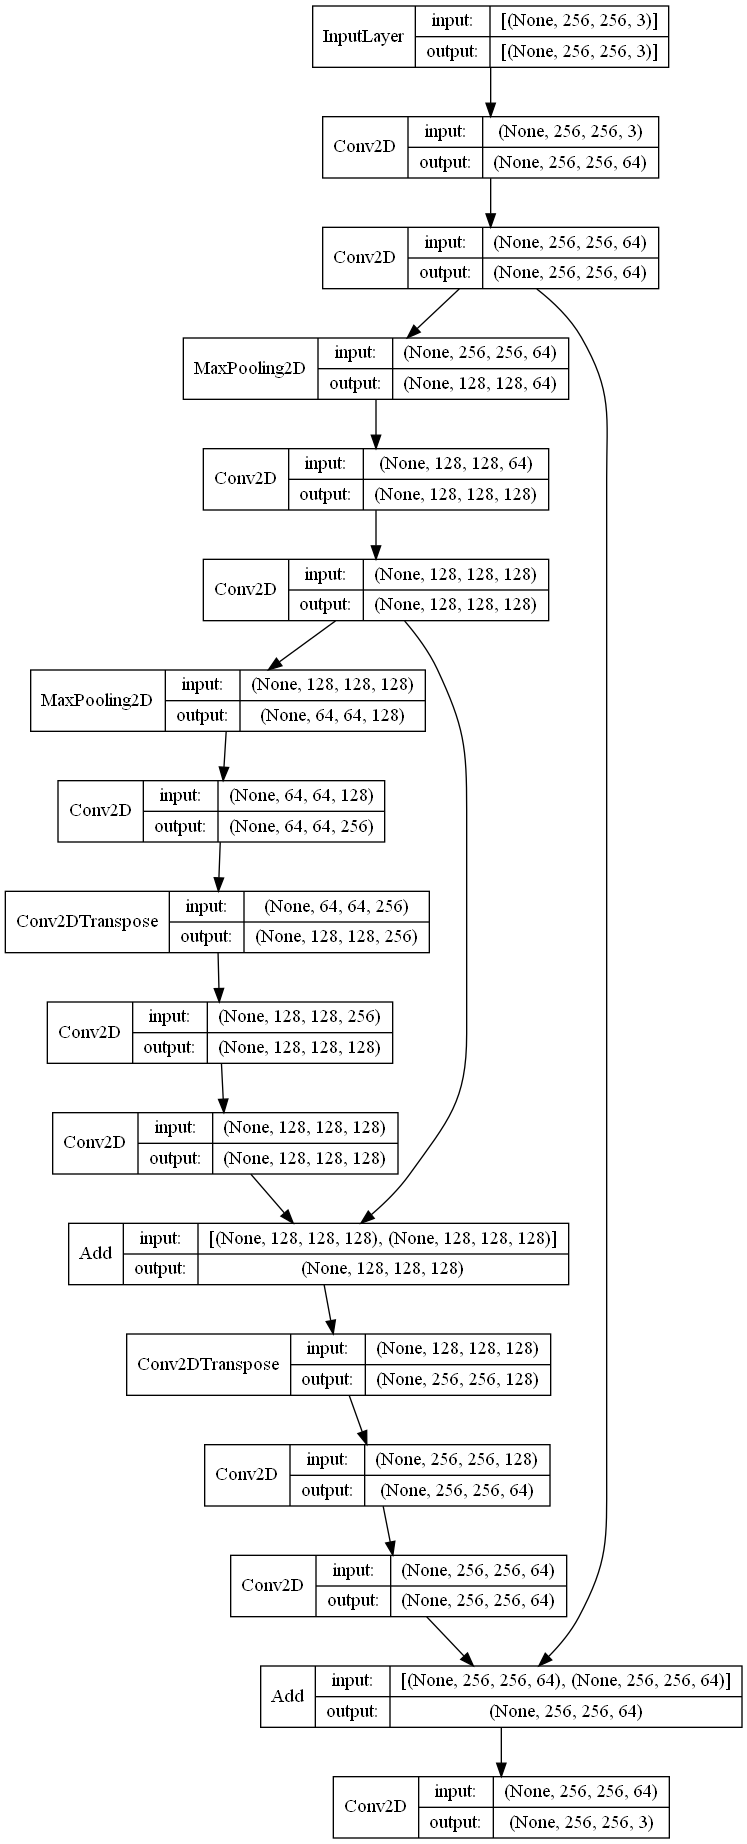 InputLayer
input: [(None, 256, 256, 3)]
output: [(None, 256, 256, 3)]
Conv2D
input: (None, 256, 256, 3)
output: (None, 256, 256, 64)
Conv2D
input: (None, 256, 256, 64)
output: (None, 256, 256, 64)
MaxPooling2D
input: (None, 256, 256, 64)
output: (None, 128, 128, 64)
Conv2D
input: (None, 128, 128, 64)
output: (None, 128, 128, 128)
Conv2D
input: (None, 128, 128, 128)
output: (None, 128, 128, 128)
MaxPooling2D
input: (None, 128, 128, 128)
output: (None, 64, 64, 128)
Conv2D
input: (None, 64, 64, 128)
output: (None, 64, 64, 256)
Conv2DTranspose
input: (None, 64, 64, 256)
output: (None, 128, 128, 256)
Conv2D
input: (None, 128, 128, 256)
output: (None, 128, 128, 128)
Conv2D
input: (None, 128, 128, 128)
output: (None, 128, 128, 128)
Add
input: [(None, 128, 128, 128), (None, 128, 128, 128)]
output: (None, 128, 128, 128)
Conv2DTranspose
input: (None, 128, 128, 128)
output: (None, 256, 256, 128)
Conv2D
input: (None, 256, 256, 128)
output: (None, 256, 256, 64)
Conv2D
input: (None, 256, 256, 64)
output: (None, 256, 256, 64)
Add
input: [(None, 256, 256, 64), (None, 256, 256, 64)]
output: (None, 256, 256, 64)
Conv2D
input: (None, 256, 256, 64)
output: (None, 256, 256, 3)